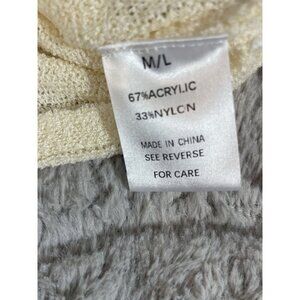 M/L
67%ACRYLIC
33%NYLON
MADE IN CHINA
SEE REVERSE
FOR CARE